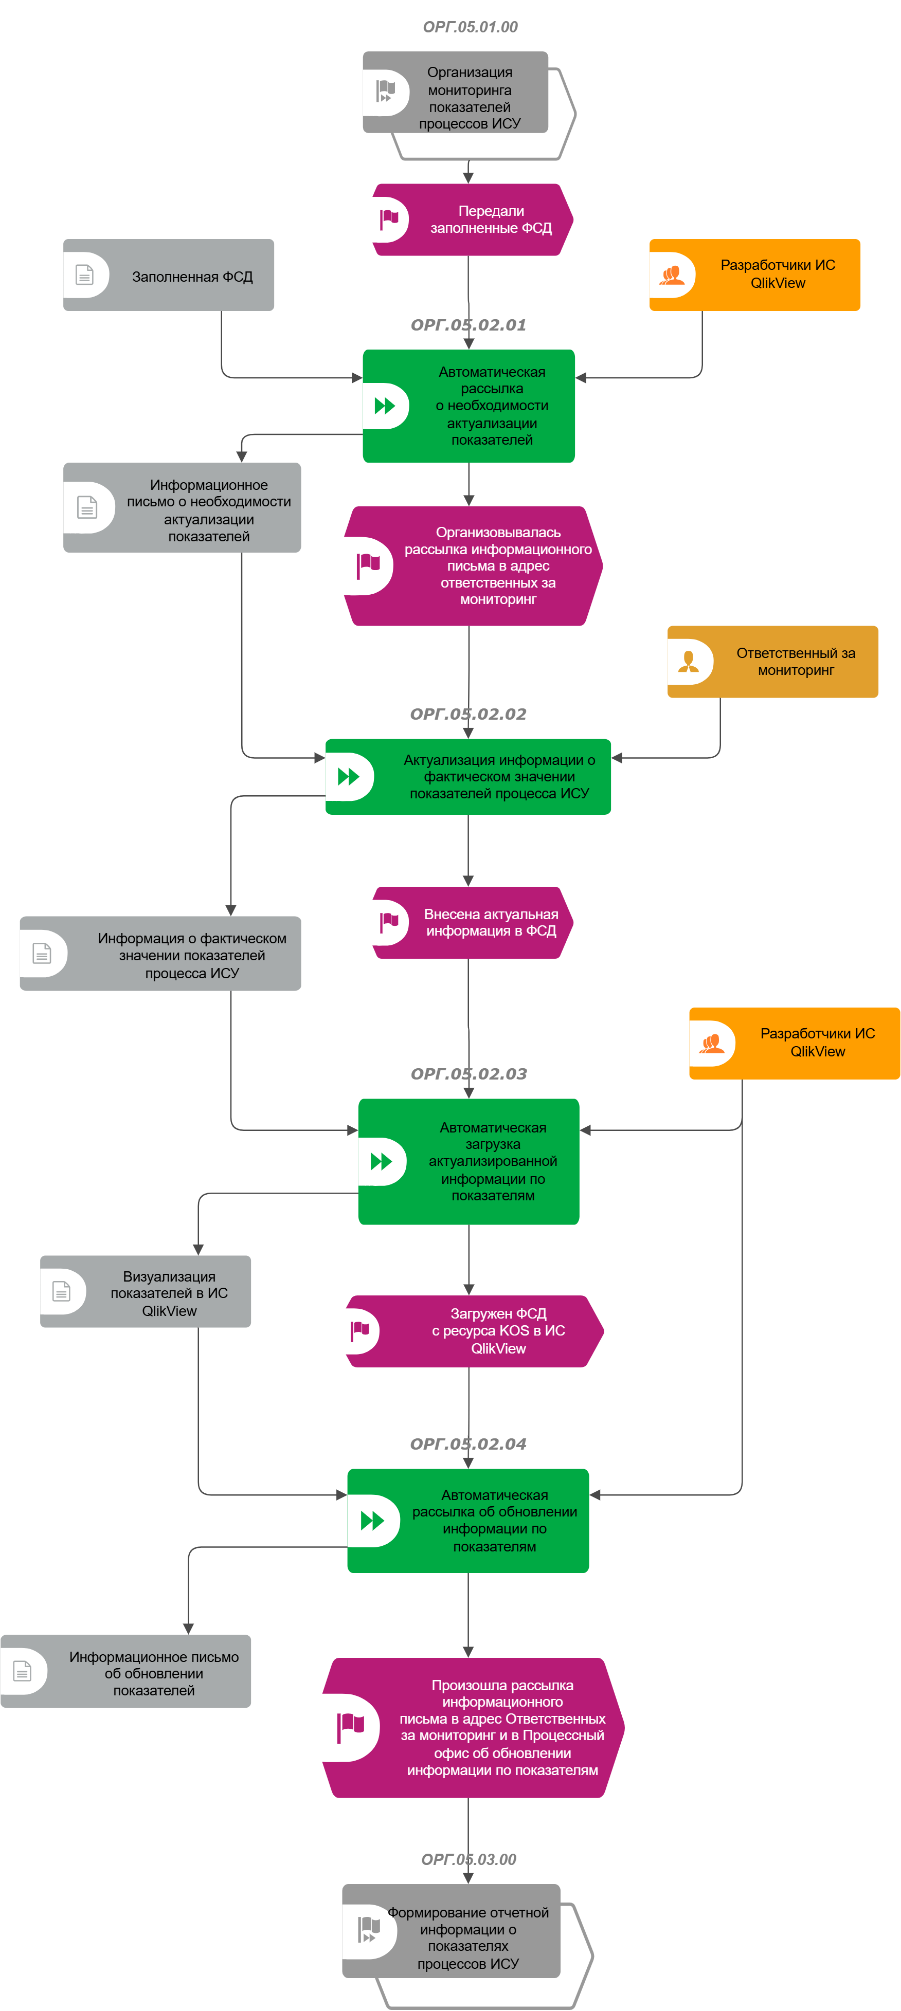 ОРГ.05.01.00
Организация
мониторинга
показателей
процессов ИСУ
Передали
заполненные ФСД
Заполненная ФСД
Разработчики ИС
QlikView
ОРГ.05.02.01
Автоматическая
рассылка
о необходимости
актуализации
показателей
Информационное
письмо о необходимости
актуализации
показателей
Организовывалась
рассылка информационного
письма в адрес
ответственных за
мониторинг
Ответственный за
мониторинг
ОРГ.05.02.02
Актуализация информации о
фактическом значении
показателей процесса ИСУ
Внесена актуальная
информация в ФСД
Информация о фактическом
значении показателей
процесса ИСУ
Разработчики ИС
QlikView
ОРГ.05.02.03
Автоматическая
загрузка
актуализированной
информации по
показателям
Визуализация
показателей в ИС
QlikView
Загружен ФСД
с ресурса KOS в ИС
QlikView
ОРГ.05.02.04
Автоматическая
рассылка об обновлении
информации по
показателям
Информационное письмо
об обновлении
показателей
Произошла рассылка
информационного
письма в адрес Ответственных
за мониторинг и в Процессный
офис об обновлении
информации по показателям
ОРГ.05.03.00
Формирование отчетной
информации о
показателях
процессов ИСУ